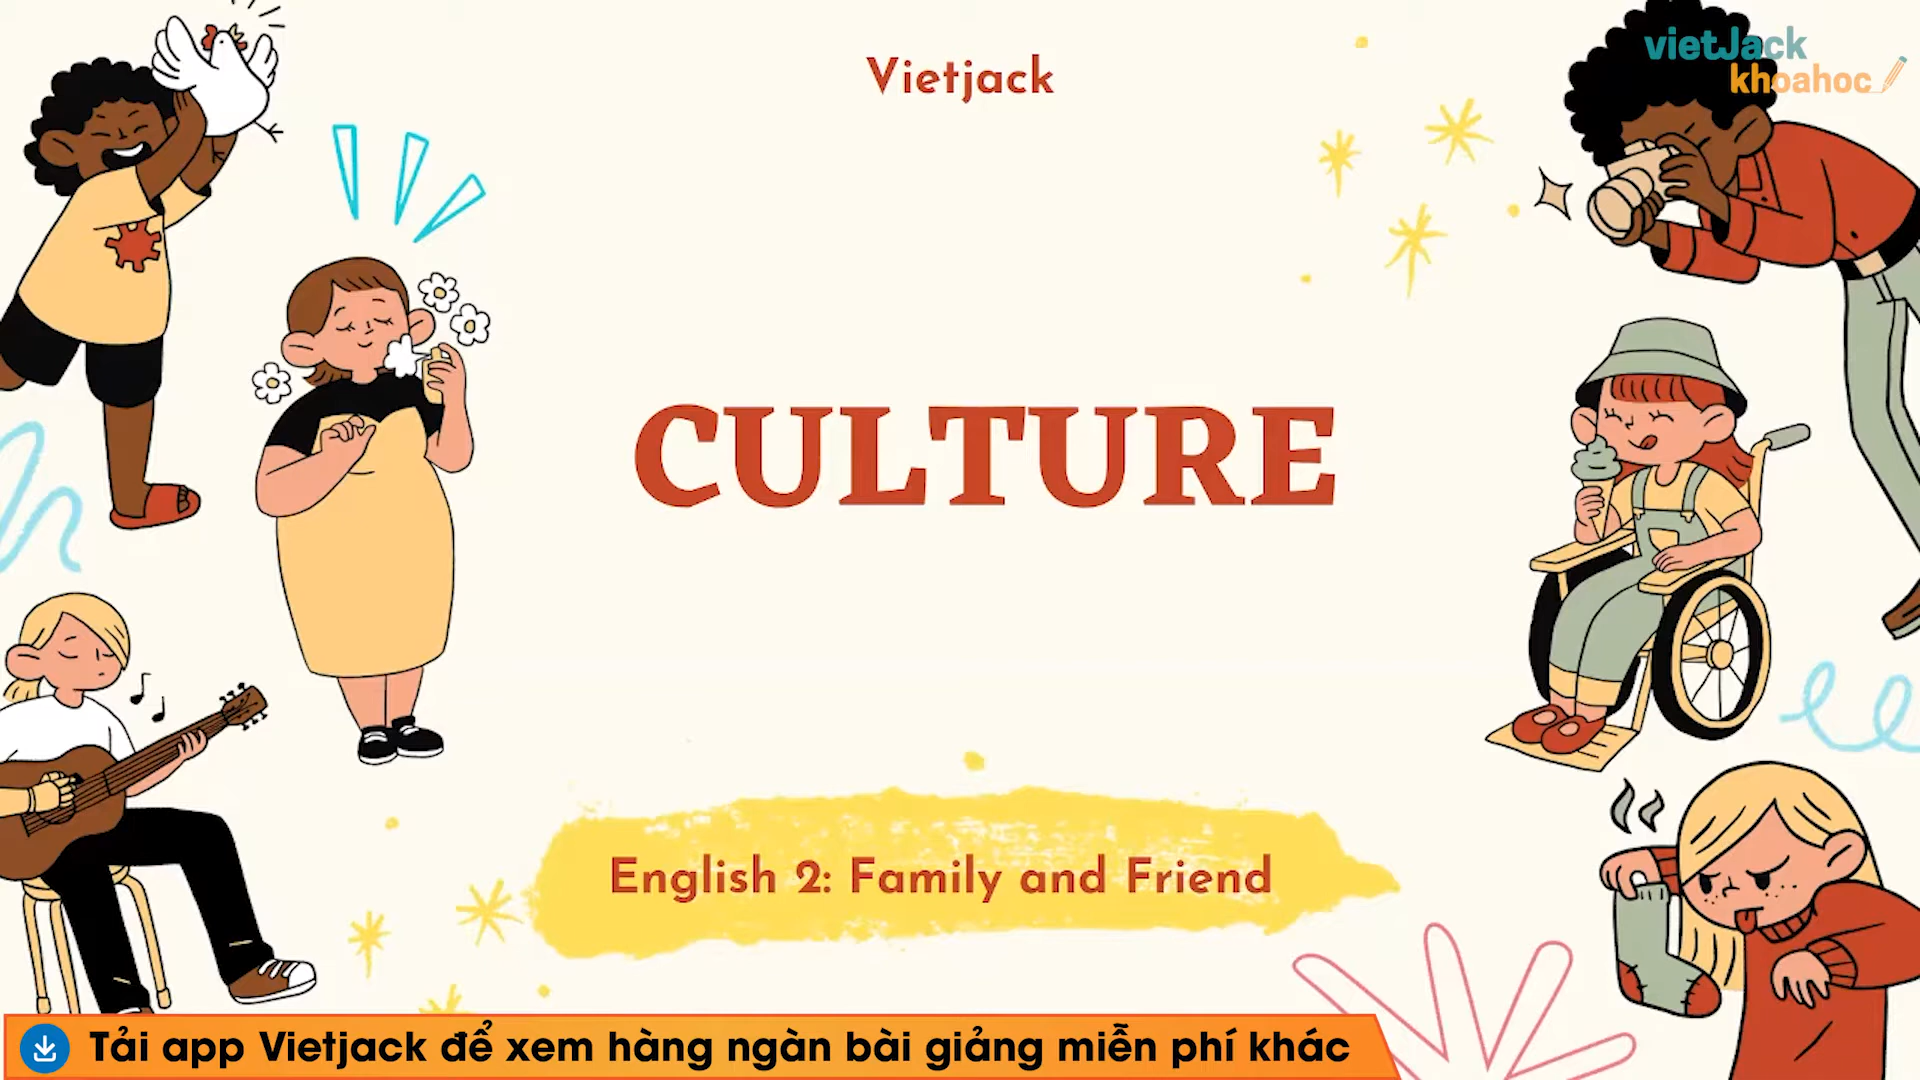 Vietjack
vietJack
khoahoc
CULTURE
English 2: Family and Friend
Tải app Vietjack để xem hàng ngàn bài giảng miễn phí khác